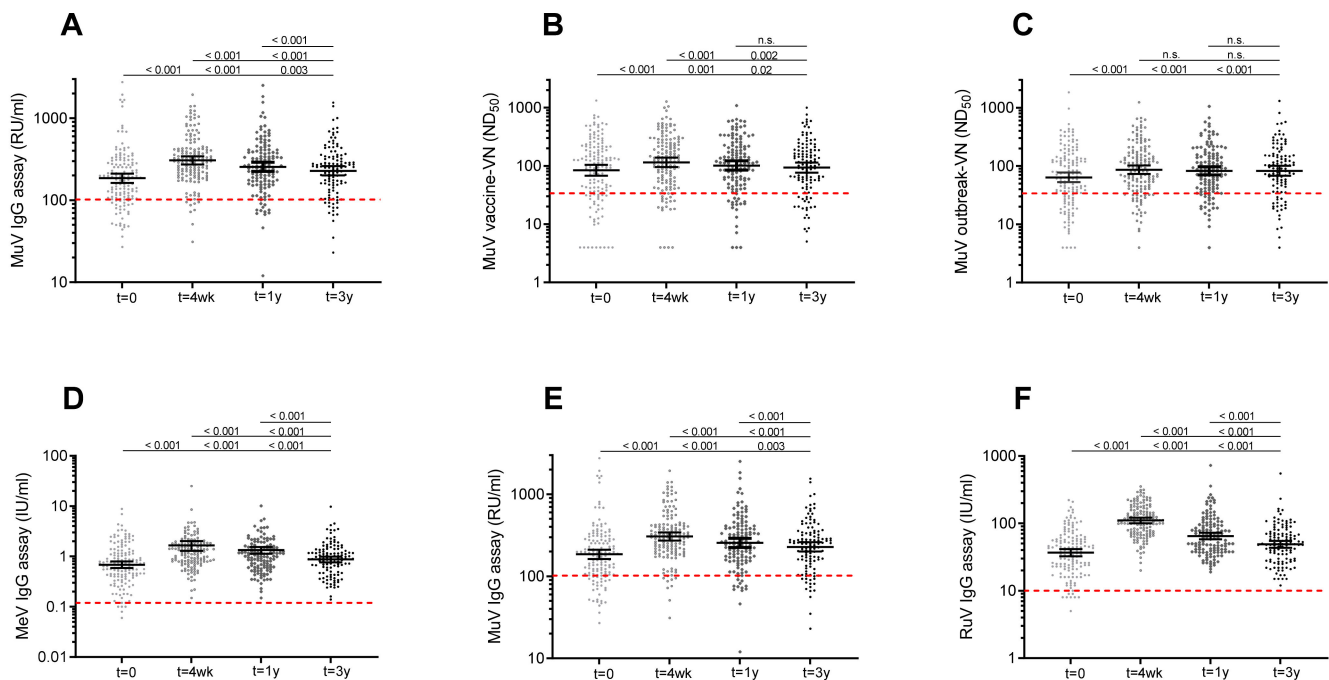 A
< 0.001
< 0.001 < 0.001
< 0.001 < 0.001 0.003
MuV IgG assay (RU/ml)
1000
100
10
t=0 t=4wk t=1y t=3y
B
n.s.
< 0.001 0.002
< 0.001 0.001 0.02
MuV vaccine-VN (ND50)
1000
100
10
1
t=0 t=4wk t=1y t=3y
C
n.s.
n.s. n.s.
< 0.001 < 0.001 < 0.001
MuV outbreak-VN (ND50)
1000
100
10
1
t=0 t=4wk t=1y t=3y
D
< 0.001
< 0.001 < 0.001
< 0.001 < 0.001 < 0.001
MeV IgG assay (IU/ml)
100
10
1
0.1
0.01
t=0 t=4wk t=1y t=3y
E
< 0.001
< 0.001 < 0.001
< 0.001 < 0.001 0.003
MuV IgG assay (RU/ml)
1000
100
10
t=0 t=4wk t=1y t=3y
F
< 0.001
< 0.001 < 0.001
< 0.001 < 0.001 < 0.001
RuV IgG assay (IU/ml)
1000
100
10
1
t=0 t=4wk t=1y t=3y